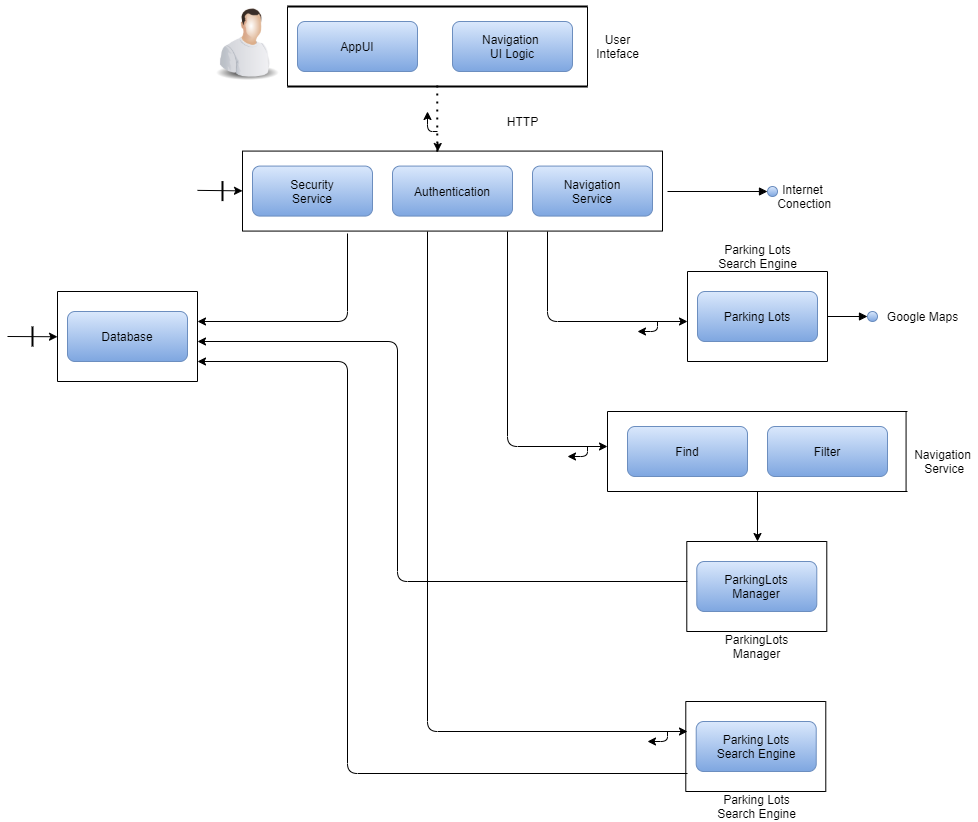 AppUI
Navigation
UI Logic
User
Inteface
HTTP
Security
Service
Authentication
Navigation
Service
Internet
Conection
Parking Lots
Search Engine
Database
Parking Lots
Google Maps
Find
Filter
Navigation
Service
ParkingLots
Manager
ParkingLots
Manager
Parking Lots
Search Engine
Parking Lots
Search Engine